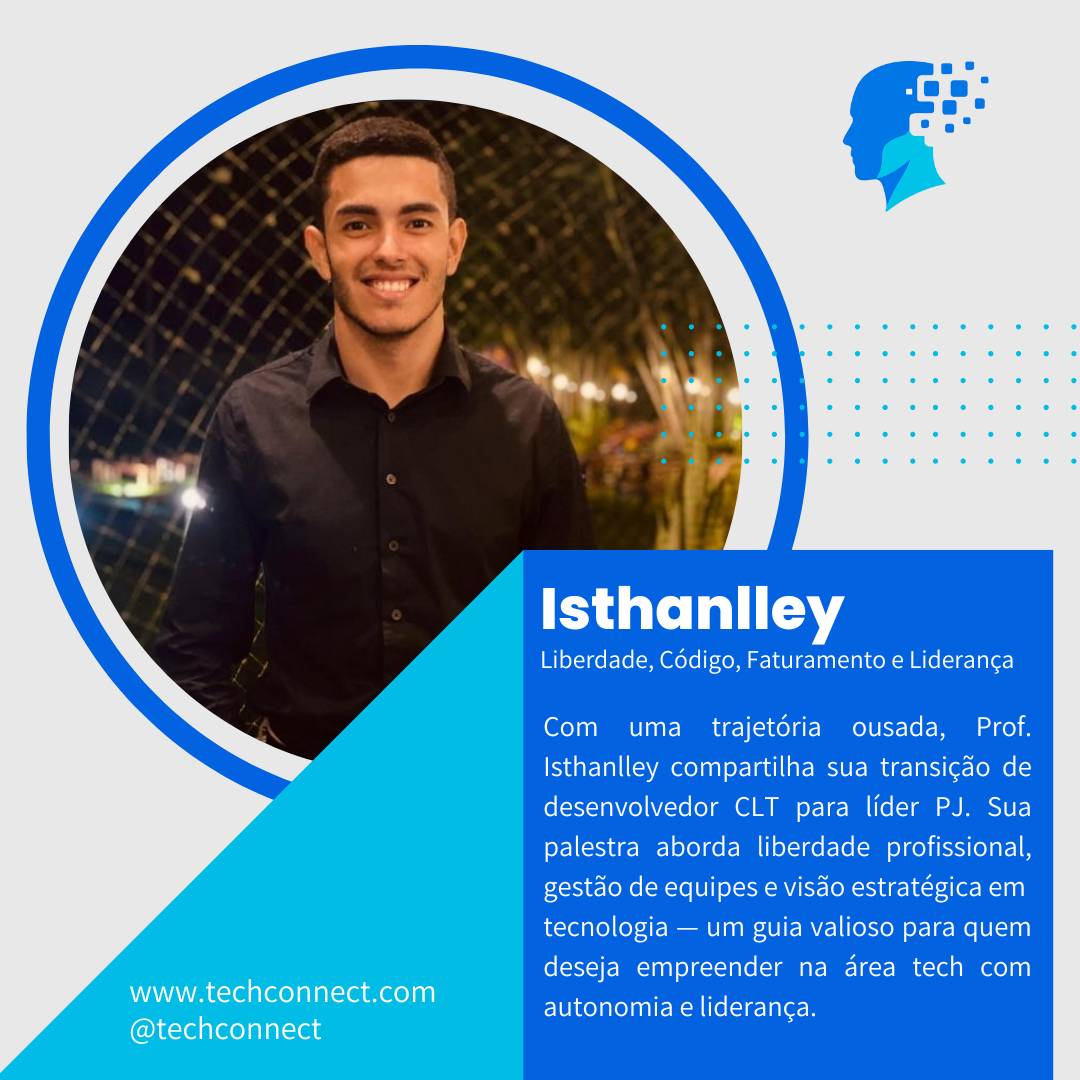 Isthanlley
Liberdade, Código, Faturamento e Liderança
Com uma trajetória ousada, Prof.
Isthanlley compartilha sua transição de
desenvolvedor CLT para líder PJ. Sua
palestra aborda liberdade profissional,
gestão de equipes e visão estratégica em
tecnologia — um guia valioso para quem
deseja empreender na área tech com
autonomia e liderança.
www.techconnect.com
@techconnect